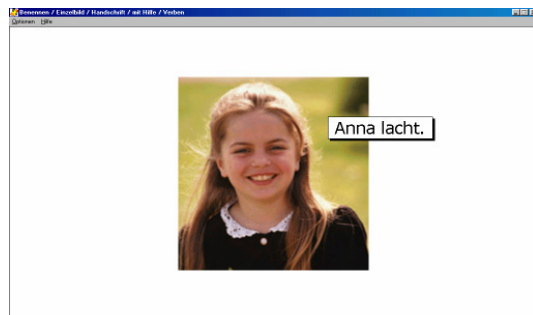 Benennen / Einzelbild / Handschrift / mit Hilfe / Verben
Optionen Hilfe
Anna lacht.